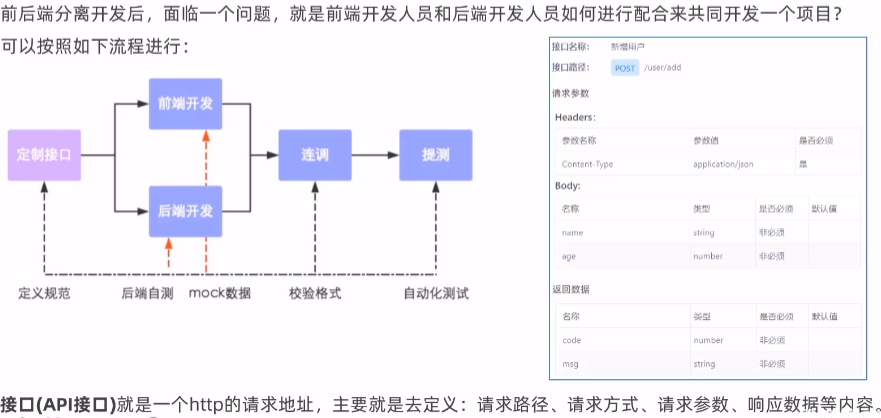 前后端分离开发后，面临一个问题，就是前端开发人员和后端开发人员如何进行配合来共同开发一个项目？
可以按照如下流程进行：
前端开发
定制接口
连调
提测
后端开发
定义规范
后端自测
mock数据
校验格式
自动化测试
接口名称： 新增用户
接口路径： POST /user/add
请求参数
Headers：
参数名称 参数值 是否必须
Content-Type application/json 是
Body:
名称 类型 是否必须 默认值
name string 非必须
age number 非必须
返回数据
名称 类型 是否必须 默认值
code number 非必须
msg string 非必须
接口(API接口)就是一个http的请求地址，主要就是去定义：请求路径、请求方式、请求参数、响应数据等内容。